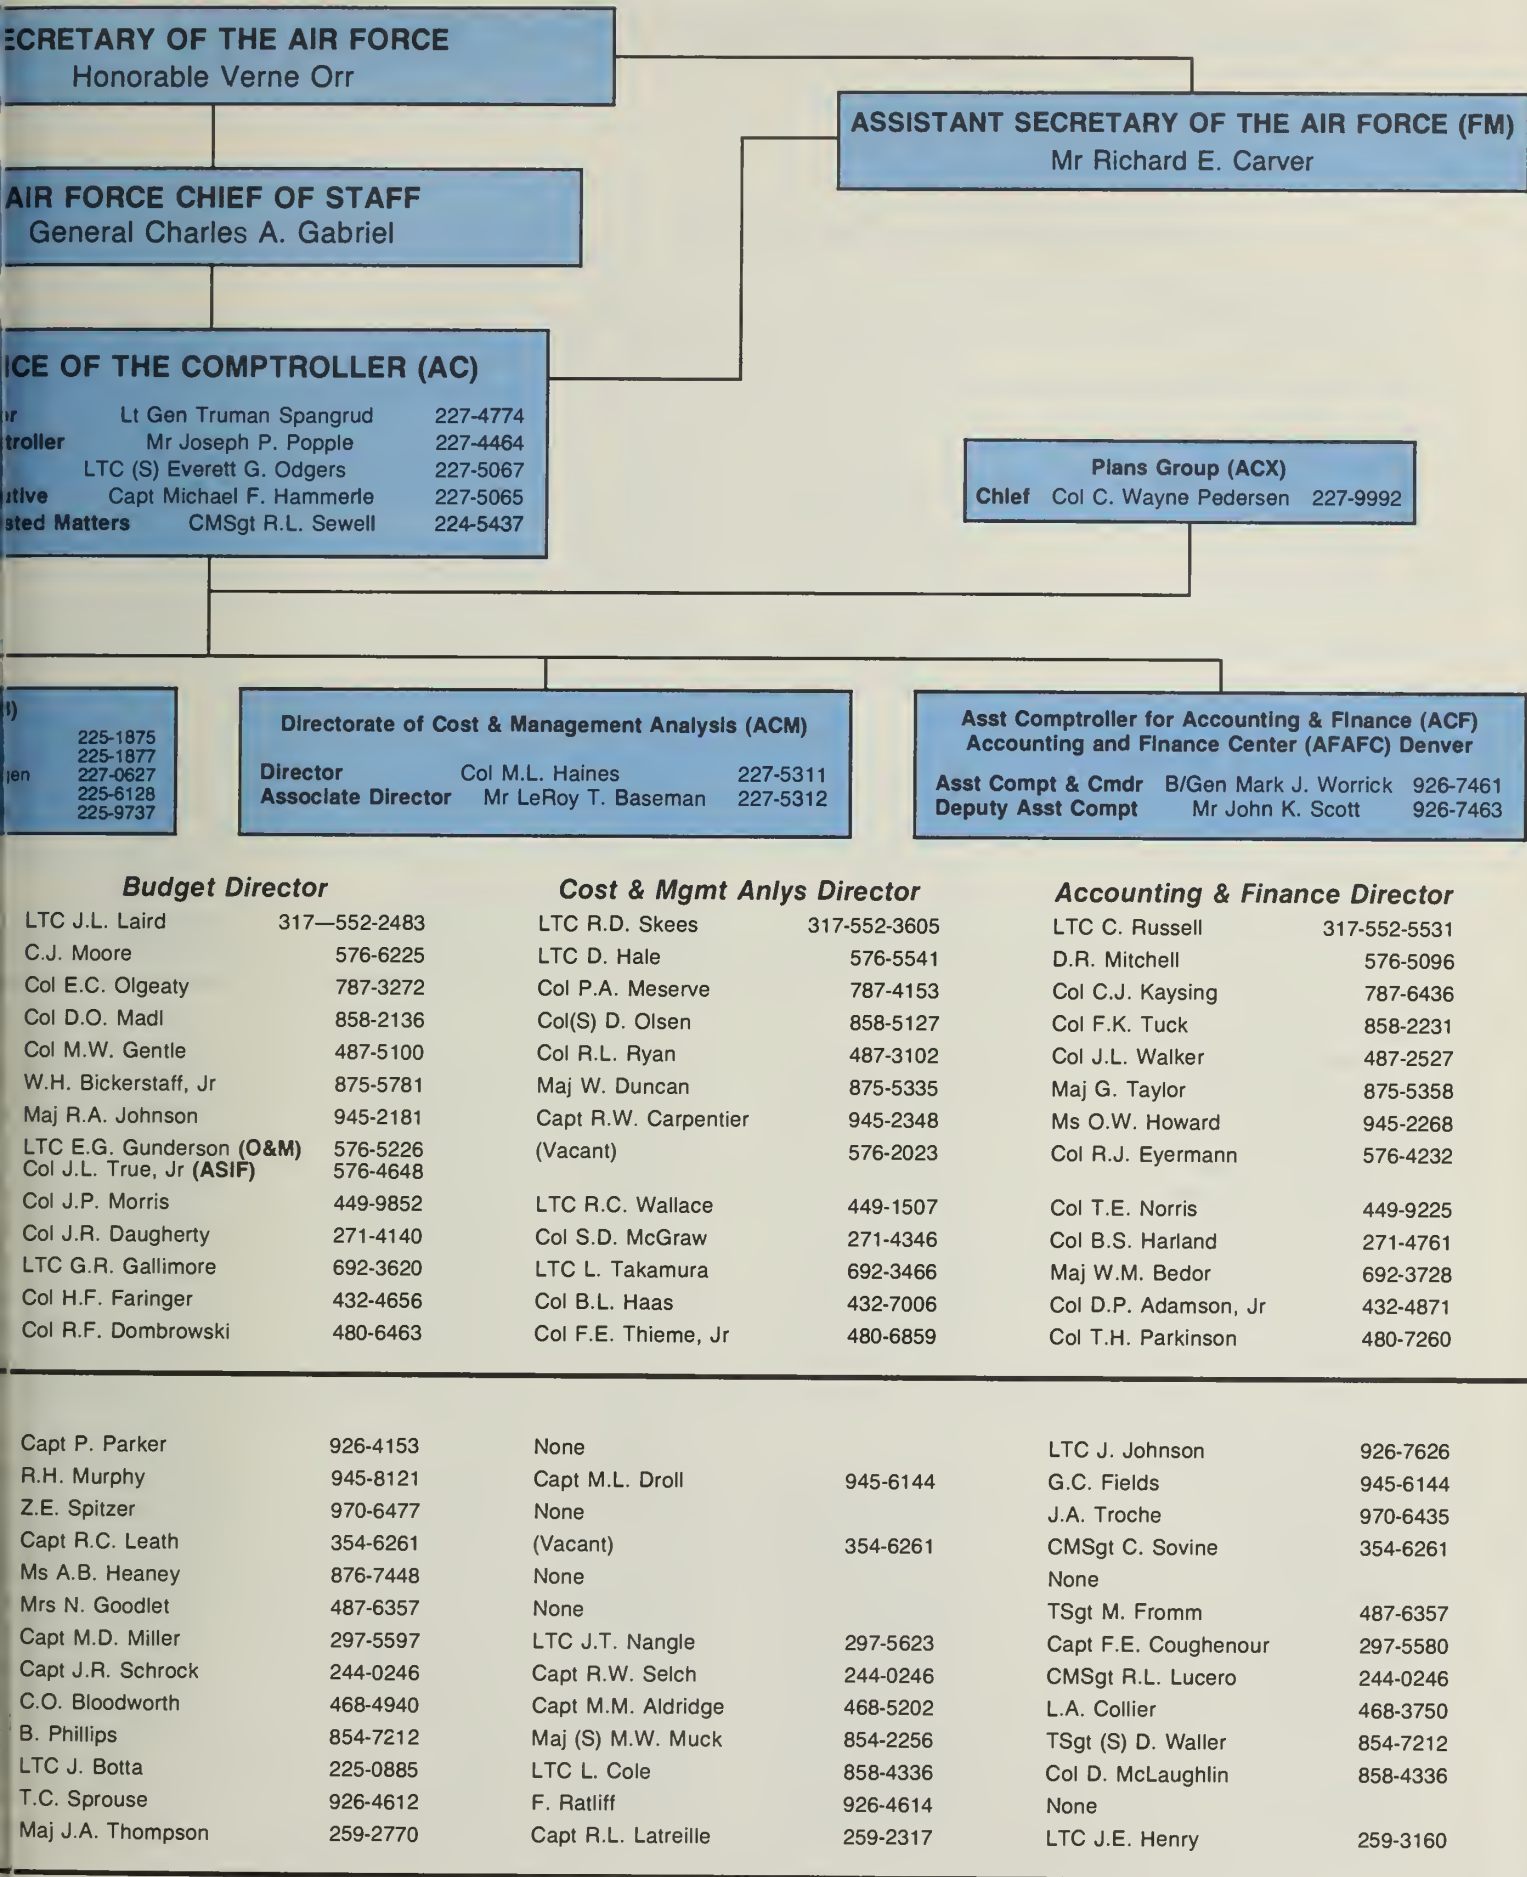 ECRETARY OF THE AIR FORCE
Honorable Verne Orr
ASSISTANT SECRETARY OF THE AIR FORCE (FM)
Mr Richard E. Carver
AIR FORCE CHIEF OF STAFF
General Charles A. Gabriel
ICE OF THE COMPTROLLER (AC)
or Lt Gen Truman Spangrud 227-4774
troller Mr Joseph P. Popple 227-4464
LTC (S) Everett G. Odgers 227-5067
utive Capt Michael F. Hammerle 227-5065
sted Matters CMSgt R.L. Sewell 224-5437
Plans Group (ACX)
Chief Col C. Wayne Pedersen 227-9992
225-1875
225-1877
gen 227-0627
225-6128
225-9737
Directorate of Cost & Management Analysis (ACM)
Director Col M.L. Haines 227-5311
Associate Director Mr LeRoy T. Baseman 227-5312
Asst Comptroller for Accounting & Finance (ACF)
Accounting and Finance Center (AFAFC) Denver
Asst Compt & Cmdr B/Gen Mark J. Worrick 926-7461
Deputy Asst Compt Mr John K. Scott 926-7463
Budget Director Cost & Mgmt Anlys Director Accounting & Finance Director
LTC J.L. Laird 317—552-2483 LTC R.D. Skees 317-552-3605 LTC C. Russell 317-552-5531
C.J. Moore 576-6225 LTC D. Hale 576-5541 D.R. Mitchell 576-5096
Col E.C. Olgeaty 787-3272 Col P.A. Meserve 787-4153 Col C.J. Kaysing 787-6436
Col D.O. Madl 858-2136 Col(S) D. Olsen 858-5127 Col F.K. Tuck 858-2231
Col M.W. Gentle 487-5100 Col R.L. Ryan 487-3102 Col J.L. Walker 487-2527
W.H. Bickerstaff, Jr 875-5781 Maj W. Duncan 875-5335 Maj G. Taylor 875-5358
Maj R.A. Johnson 945-2181 Capt R.W. Carpentier 945-2348 Ms O.W. Howard 945-2268
LTC E.G. Gunderson (O&M) 576-5226 (Vacant) 576-2023 Col R.J. Eyermann 576-4232
Col J.L. True, Jr (ASIF) 576-4648
Col J.P. Morris 449-9852 LTC R.C. Wallace 449-1507 Col T.E. Norris 449-9225
Col J.R. Daugherty 271-4140 Col S.D. McGraw 271-4346 Col B.S. Harland 271-4761
LTC G.R. Gallimore 692-3620 LTC L. Takamura 692-3466 Maj W.M. Bedor 692-3728
Col H.F. Faringer 432-4656 Col B.L. Haas 432-7006 Col D.P. Adamson, Jr 432-4871
Col R.F. Dombrowski 480-6463 Col F.E. Thieme, Jr 480-6859 Col T.H. Parkinson 480-7260
Capt P. Parker 926-4153 None LTC J. Johnson 926-7626
R.H. Murphy 945-8121 Capt M.L. Droll 945-6144 G.C. Fields 945-6144
Z.E. Spitzer 970-6477 None J.A. Troche 970-6435
Capt R.C. Leath 354-6261 (Vacant) 354-6261 CMSgt C. Sovine 354-6261
Ms A.B. Heaney 876-7448 None None
Mrs N. Goodlet 487-6357 None TSgt M. Fromm 487-6357
Capt M.D. Miller 297-5597 LTC J.T. Nangle 297-5623 Capt F.E. Coughenour 297-5580
Capt J.R. Schrock 244-0246 Capt R.W. Selch 244-0246 CMSgt R.L. Lucero 244-0246
C.O. Bloodworth 468-4940 Capt M.M. Aldridge 468-5202 L.A. Collier 468-3750
B. Phillips 854-7212 Maj (S) M.W. Muck 854-2256 TSgt (S) D. Waller 854-7212
LTC J. Botta 225-0885 LTC L. Cole 858-4336 Col D. McLaughlin 858-4336
T.C. Sprouse 926-4612 F. Ratliff 926-4614 None
Maj J.A. Thompson 259-2770 Capt R.L. Latreille 259-2317 LTC J.E. Henry 259-3160